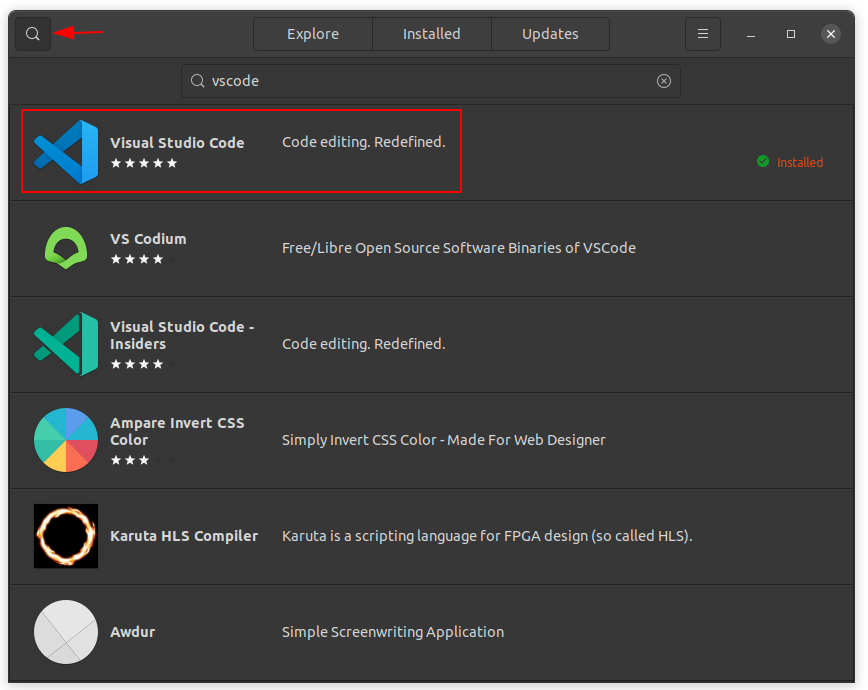 Explore Installed Updates
vscode
Visual Studio Code
Code editing. Redefined.
Installed
VS Codium
Free/Libre Open Source Software Binaries of VSCode
Visual Studio Code -
Insiders
Code editing. Redefined.
Ampare Invert CSS
Color
Simply Invert CSS Color - Made For Web Designer
Karuta HLS Compiler
Karuta is a scripting language for FPGA design (so called HLS).
Awdur
Simple Screenwriting Application